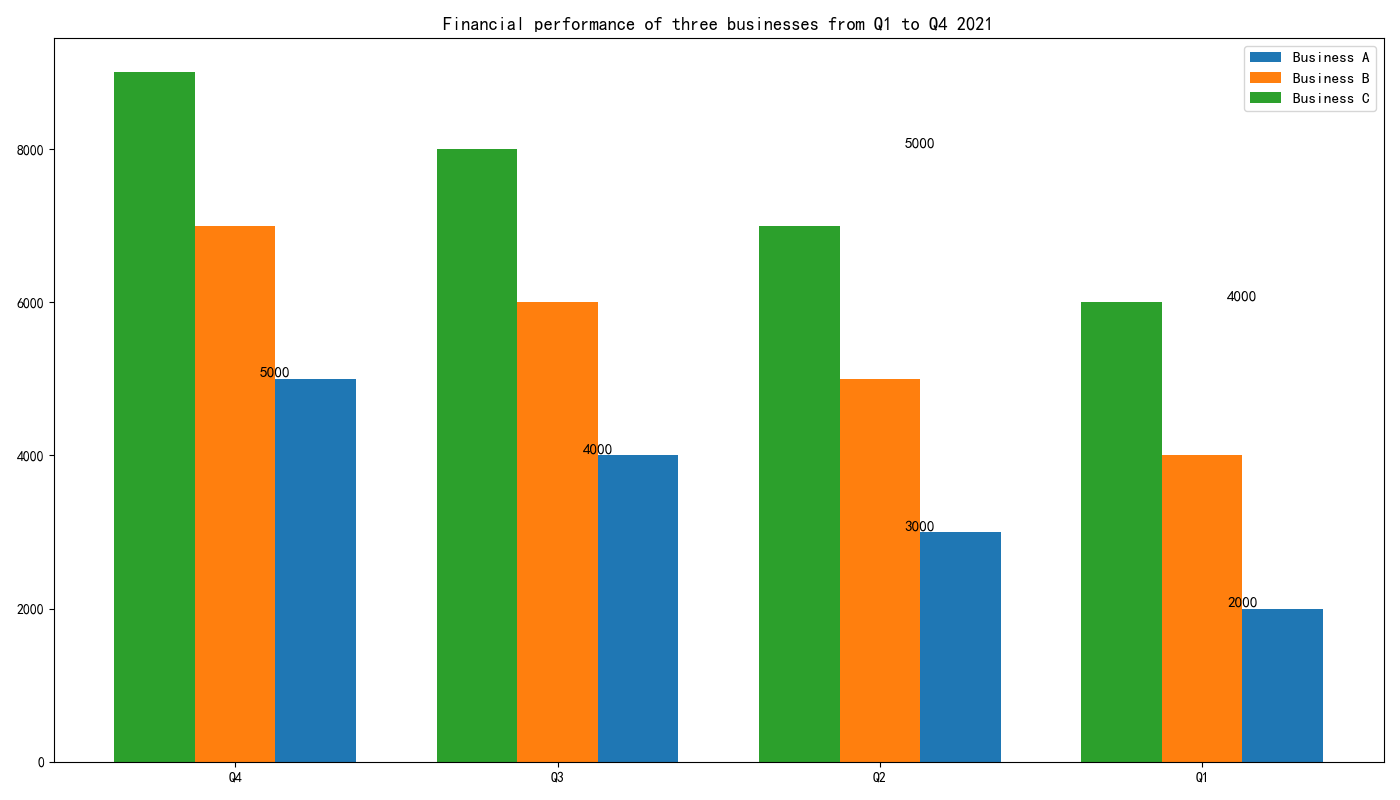 Financial performance of three businesses from Q1 to Q4 2021
Business A
Business B
Business C
8000
6000
4000
2000
0
5000
4000
5000
4000
3000
2000
Q4
Q3
Q2
Q1